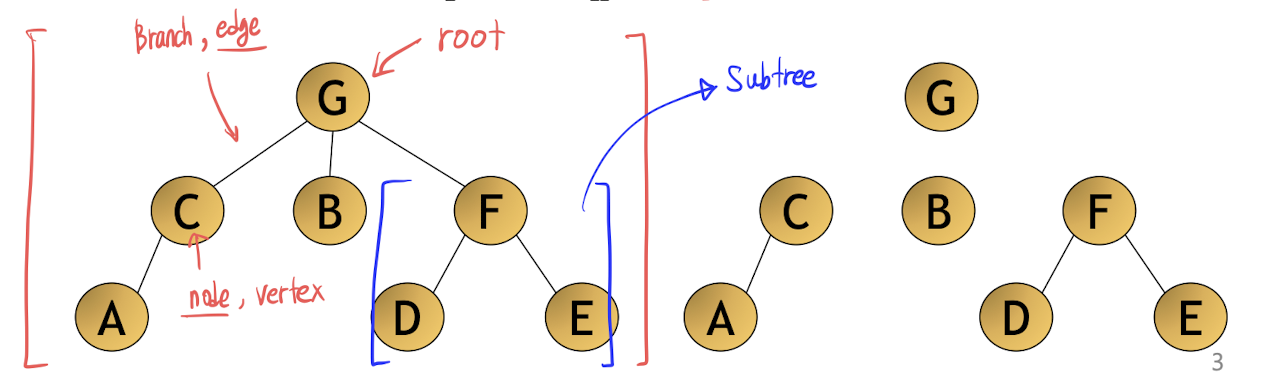 Branch, edge
root
Subtree
G
G
C
B
F
C
B
F
node, vertex
A
D
E
A
D
E
3